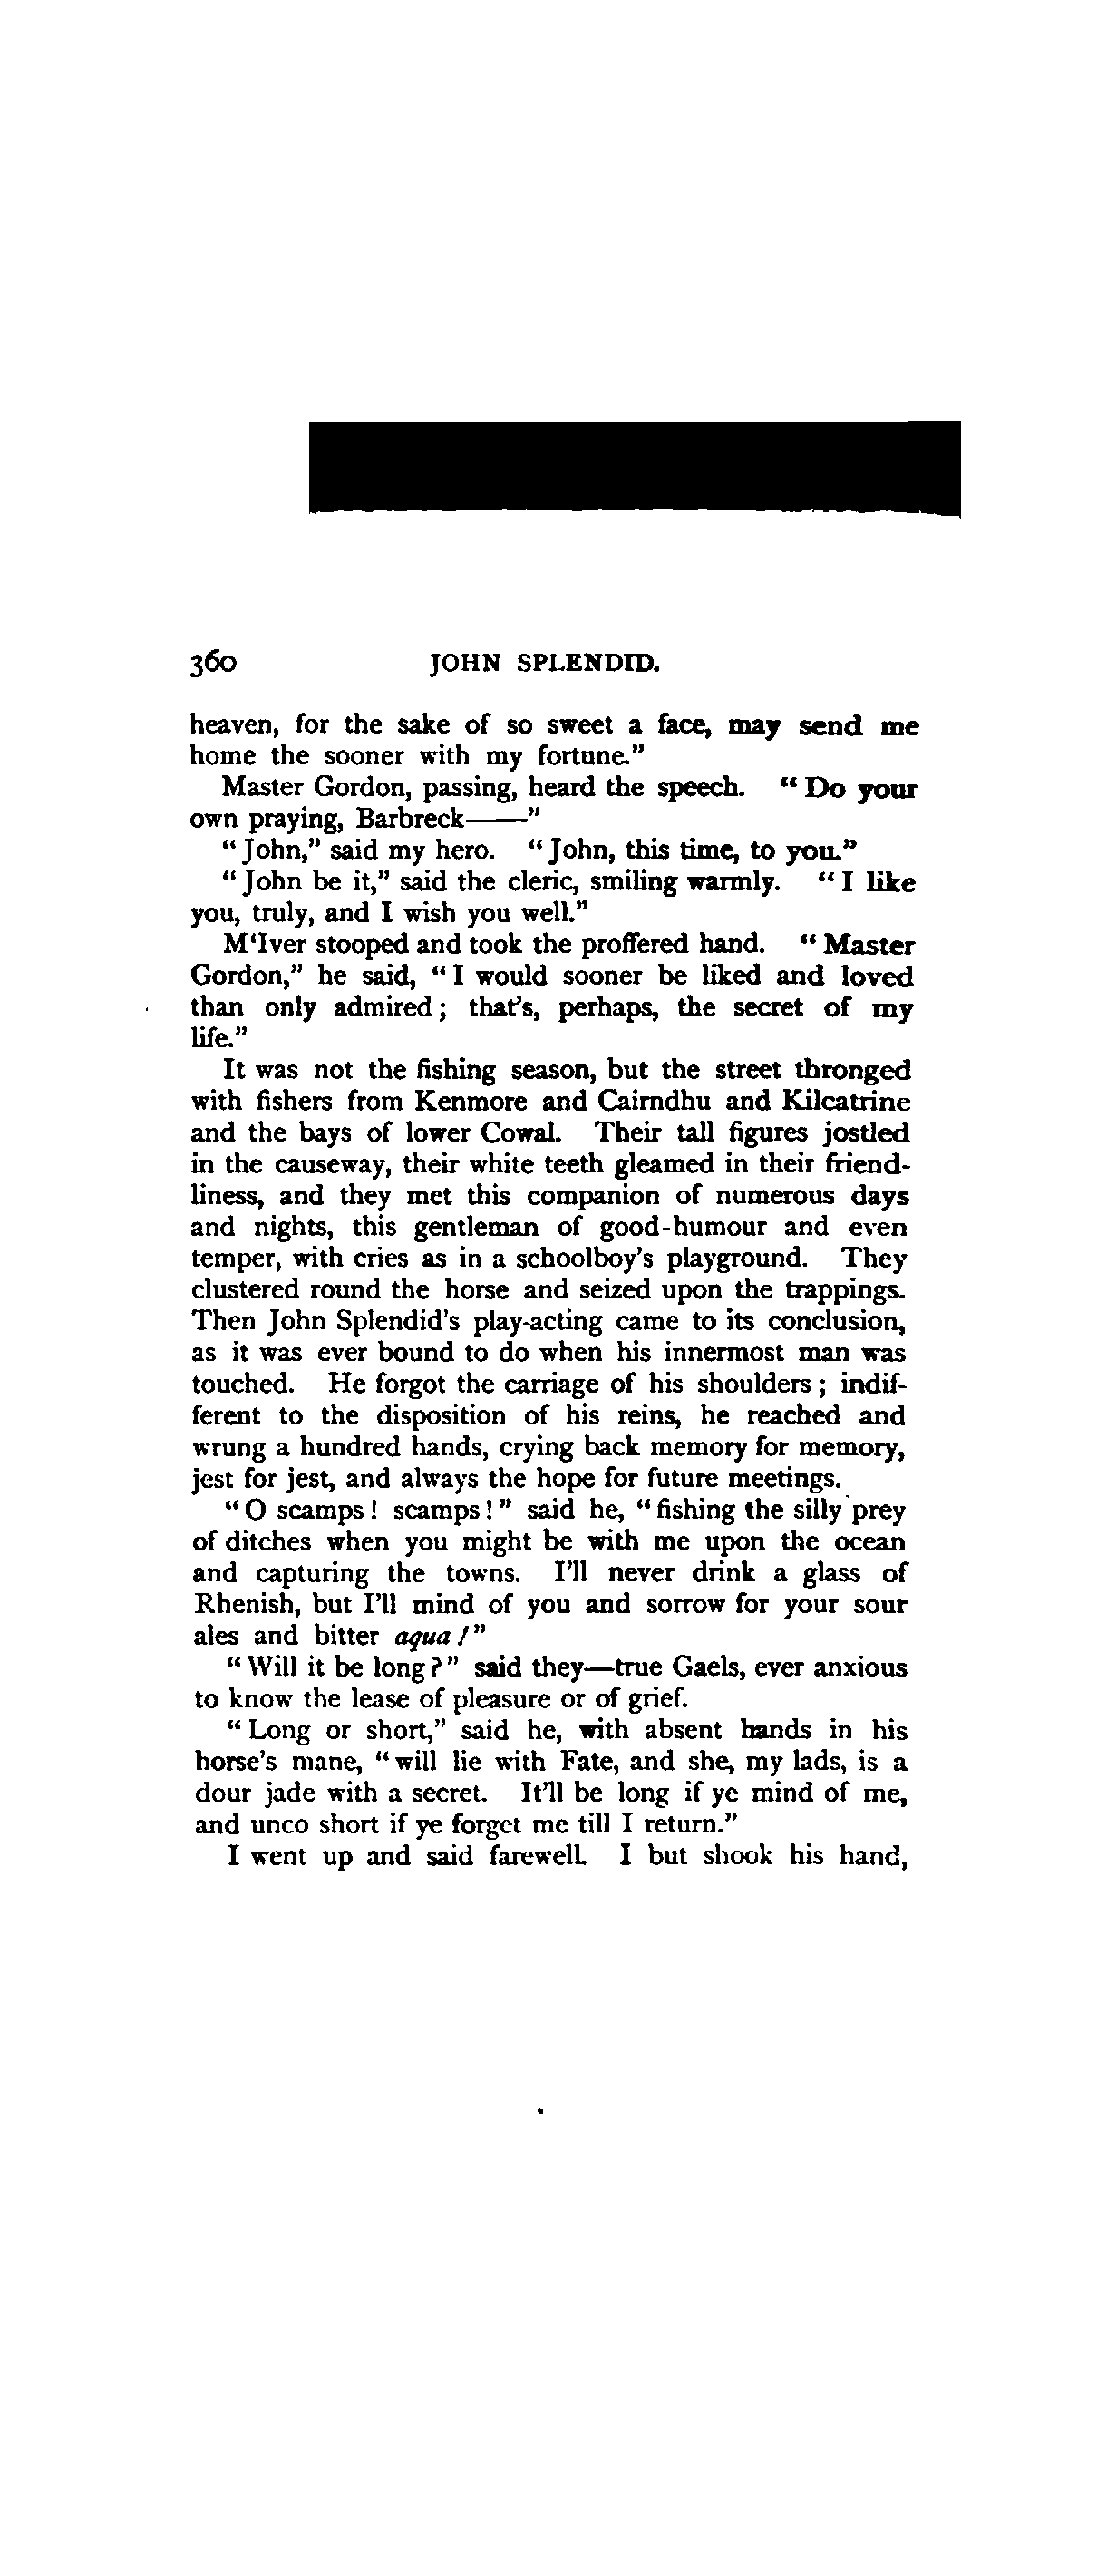 360 JOHN SPLENDID.
heaven, for the sake of so sweet a face, may send me
home the sooner with my fortune."
Master Gordon, passing, heard the speech. "Do your
own praying, Barbreck——"
"John," said my hero. "John, this time, to you."
"John be it," said the cleric, smiling warmly. "I like
you, truly, and I wish you well."
M'Iver stooped and took the proffered hand. "Master
Gordon," he said, "I would sooner be liked and loved
than only admired; that's, perhaps, the secret of my
life."
It was not the fishing season, but the street thronged
with fishers from Kenmore and Cairndhu and Kilcatrine
and the bays of lower Cowal. Their tall figures jostled
in the causeway, their white teeth gleamed in their friend-
liness, and they met this companion of numerous days
and nights, this gentleman of good-humour and even
temper, with cries as in a schoolboy's playground. They
clustered round the horse and seized upon the trappings.
Then John Splendid's play-acting came to its conclusion,
as it was ever bound to do when his innermost man was
touched. He forgot the carriage of his shoulders; indif-
ferent to the disposition of his reins, he reached and
wrung a hundred hands, crying back memory for memory,
jest for jest, and always the hope for future meetings.
"O scamps! scamps!" said he, "fishing the silly prey
of ditches when you might be with me upon the ocean
and capturing the towns. I'll never drink a glass of
Rhenish, but I'll mind of you and sorrow for your sour
ales and bitter aqua!"
"Will it be long?" said they—true Gaels, ever anxious
to know the lease of pleasure or of grief.
"Long or short," said he, with absent hands in his
horse's mane, "will lie with Fate, and she, my lads, is a
dour jade with a secret. It'll be long if ye mind of me,
and unco short if ye forget me till I return."
I went up and said farewell. I but shook his hand,